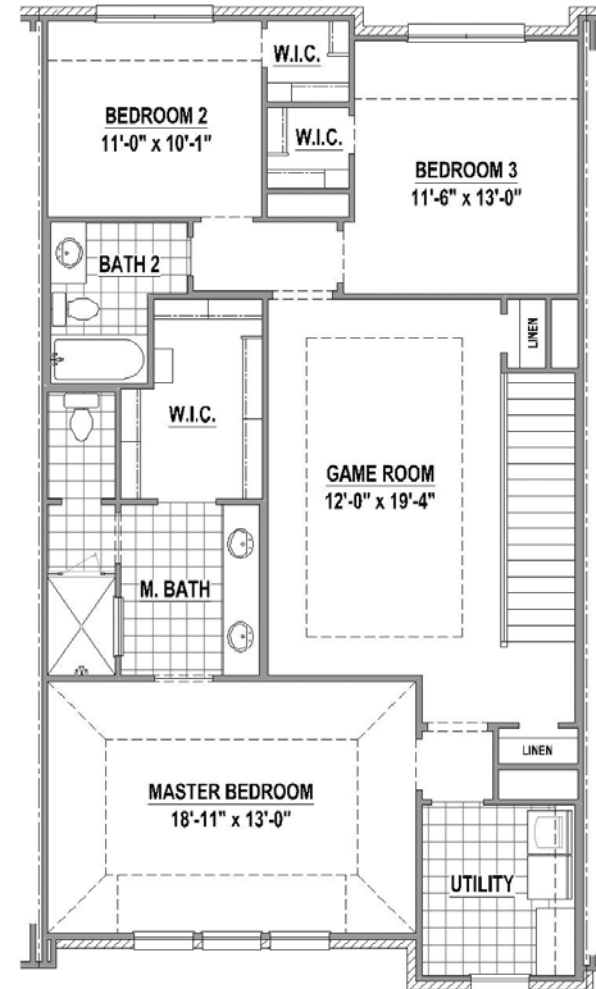 W.I.C.
BEDROOM 2
11'-0" x 10'-1"
W.I.C.
BEDROOM 3
11'-6" x 13'-0"
BATH 2
LINEN
W.I.C.
GAME ROOM
12'-0" x 19'-4"
M. BATH
LINEN
MASTER BEDROOM
18'-11" x 13'-0"
UTILITY